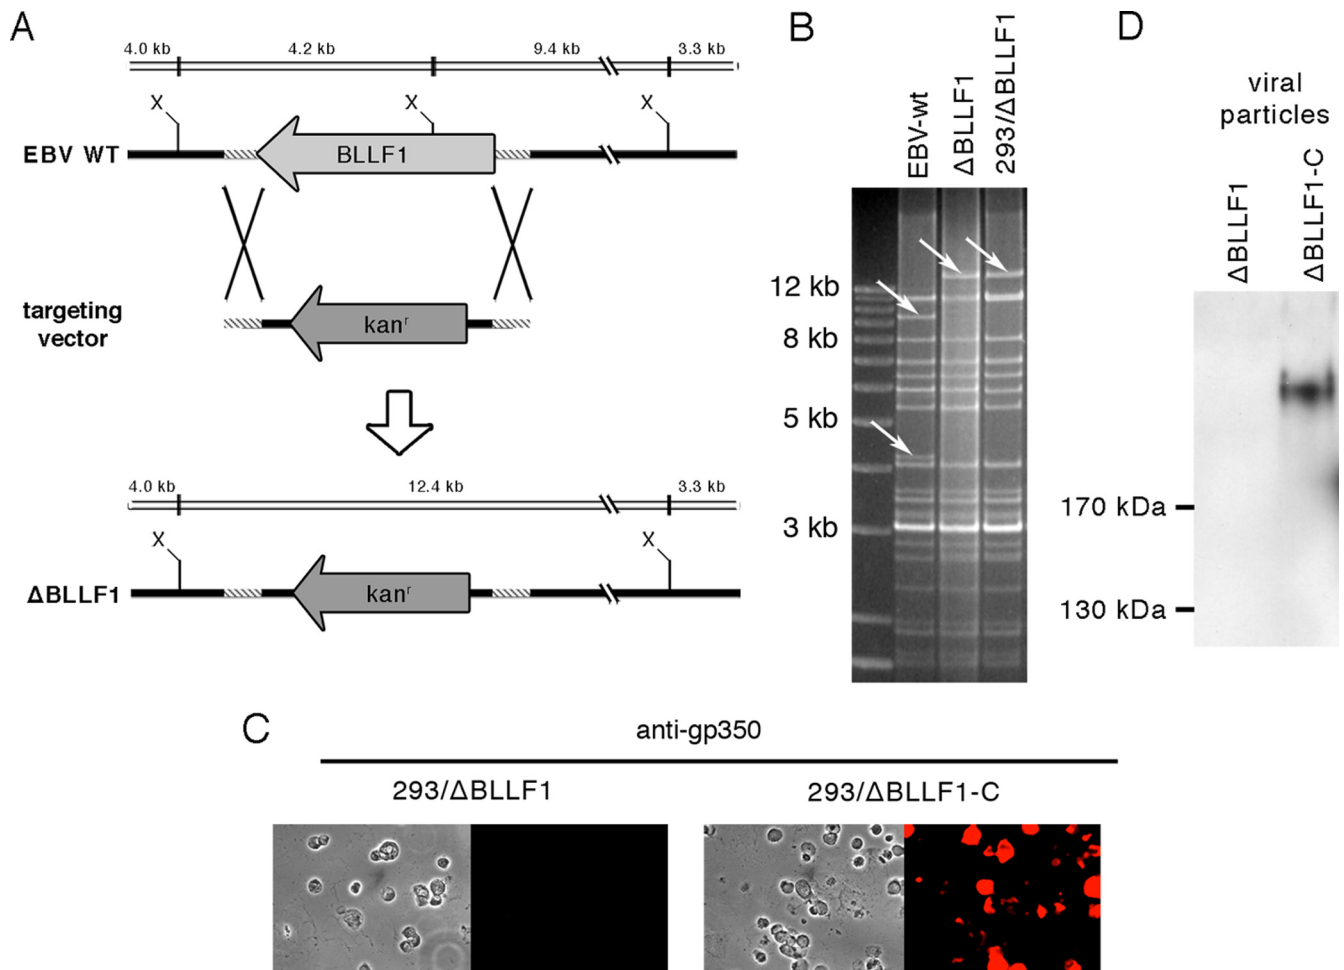 A
4.0 kb 4.2 kb 9.4 kb 3.3 kb
X X X
EBV WT
BLLF1
targeting
vector
kanʳ
4.0 kb 12.4 kb 3.3 kb
X X
ΔBLLF1
kanʳ
B
EBV-wt
ΔBLLF1
293/ΔBLLF1
12 kb
8 kb
5 kb
3 kb
D
viral
particles
ΔBLLF1
ΔBLLF1-C
170 kDa
130 kDa
C
anti-gp350
293/ΔBLLF1 293/ΔBLLF1-C